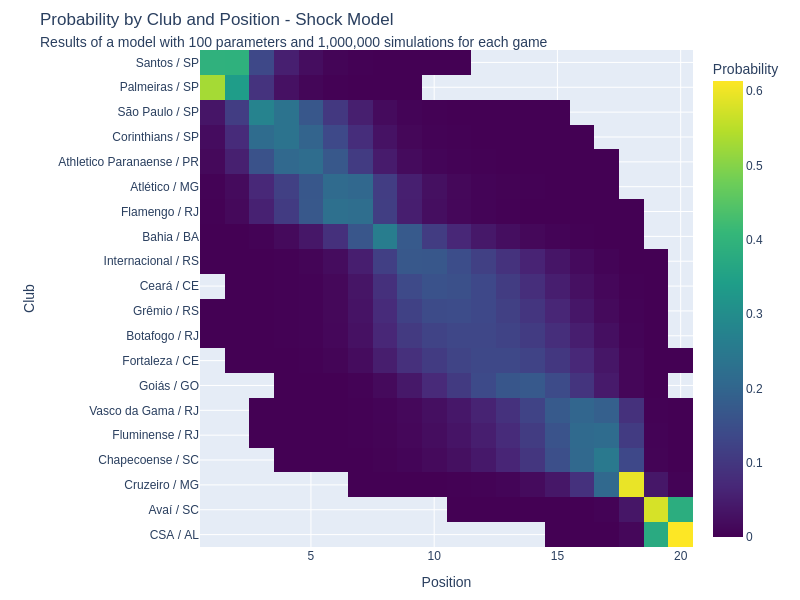 Probability by Club and Position - Shock Model
Results of a model with 100 parameters and 1,000,000 simulations for each game
Santos / SP
Palmeiras / SP
São Paulo / SP
Corinthians / SP
Athletico Paranaense / PR
Atlético / MG
Flamengo / RJ
Bahia / BA
Internacional / RS
Ceará / CE
Grêmio / RS
Botafogo / RJ
Fortaleza / CE
Goiás / GO
Vasco da Gama / RJ
Fluminense / RJ
Chapecoense / SC
Cruzeiro / MG
Avaí / SC
CSA / AL
Club
5
10
15
20
Position
Probability
0.6
0.5
0.4
0.3
0.2
0.1
0